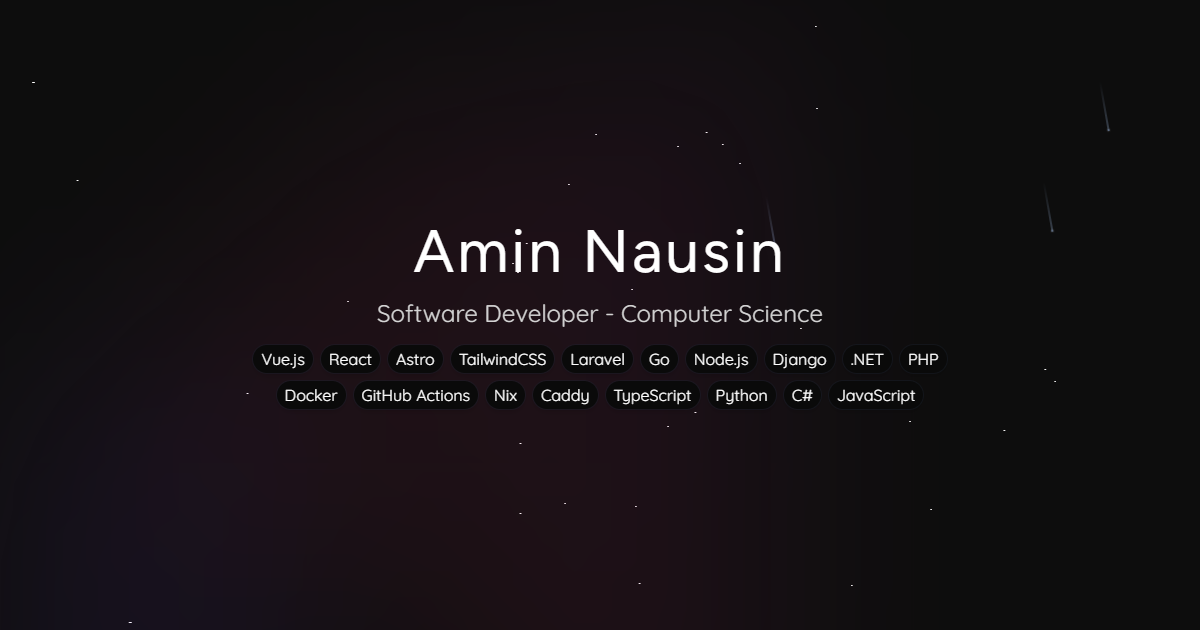 Amin Nausin
Software Developer - Computer Science
Vue.js React Astro TailwindCSS Laravel Go Node.js Django .NET PHP
Docker GitHub Actions Nix Caddy TypeScript Python C# JavaScript